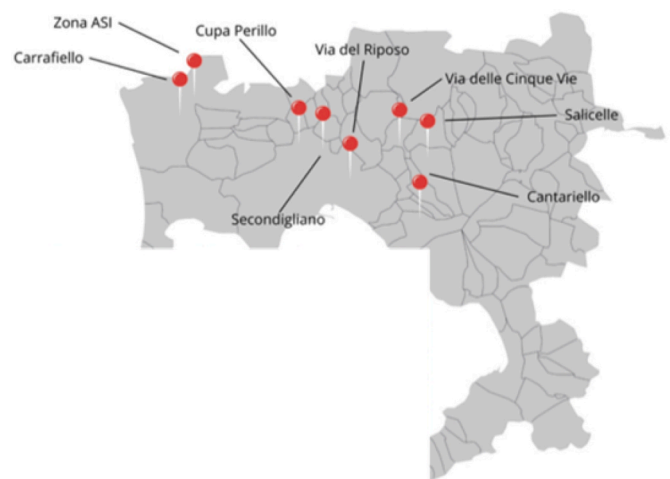 Zona ASI
Cupa Perillo
Carrafiello
Via del Riposo
Via delle Cinque Vie
Salicelle
Cantariello
Secondigliano